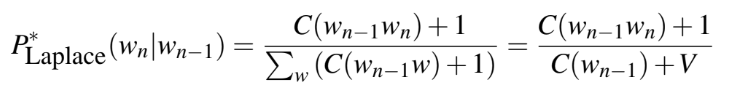 P*Laplace(wn|wn−1) = C(wn−1wn)+1 / ∑w (C(wn−1w)+1) = C(wn−1wn)+1 / C(wn−1)+V